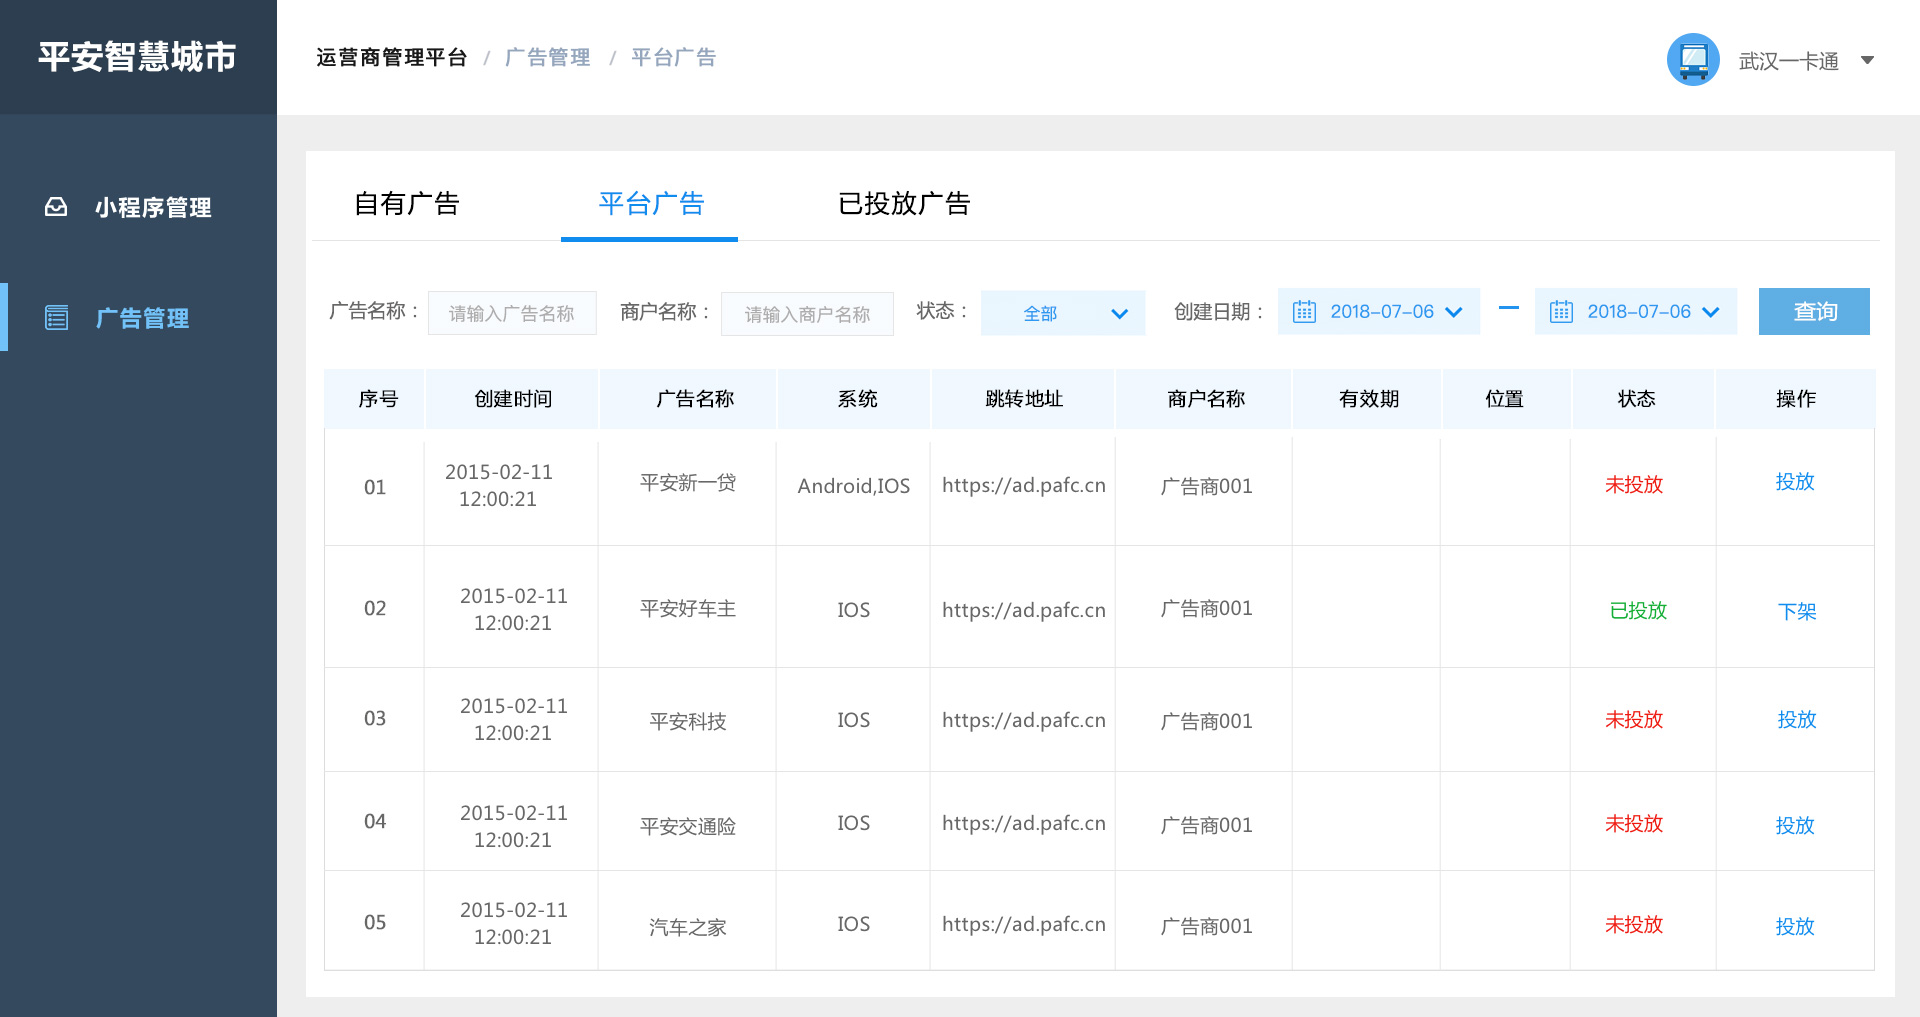 平安智慧城市
运营商管理平台 / 广告管理 / 平台广告
武汉一卡通
小程序管理
广告管理
自有广告 平台广告 已投放广告
广告名称： 请输入广告名称 商户名称： 请输入商户名称 状态： 全部 创建日期： 2018-07-06 — 2018-07-06 查询
序号 创建时间 广告名称 系统 跳转地址 商户名称 有效期 位置 状态 操作
01 2015-02-11 12:00:21 平安新一贷 Android,IOS https://ad.pafc.cn 广告商001 未投放 投放
02 2015-02-11 12:00:21 平安好车主 IOS https://ad.pafc.cn 广告商001 已投放 下架
03 2015-02-11 12:00:21 平安科技 IOS https://ad.pafc.cn 广告商001 未投放 投放
04 2015-02-11 12:00:21 平安交通险 IOS https://ad.pafc.cn 广告商001 未投放 投放
05 2015-02-11 12:00:21 汽车之家 IOS https://ad.pafc.cn 广告商001 未投放 投放